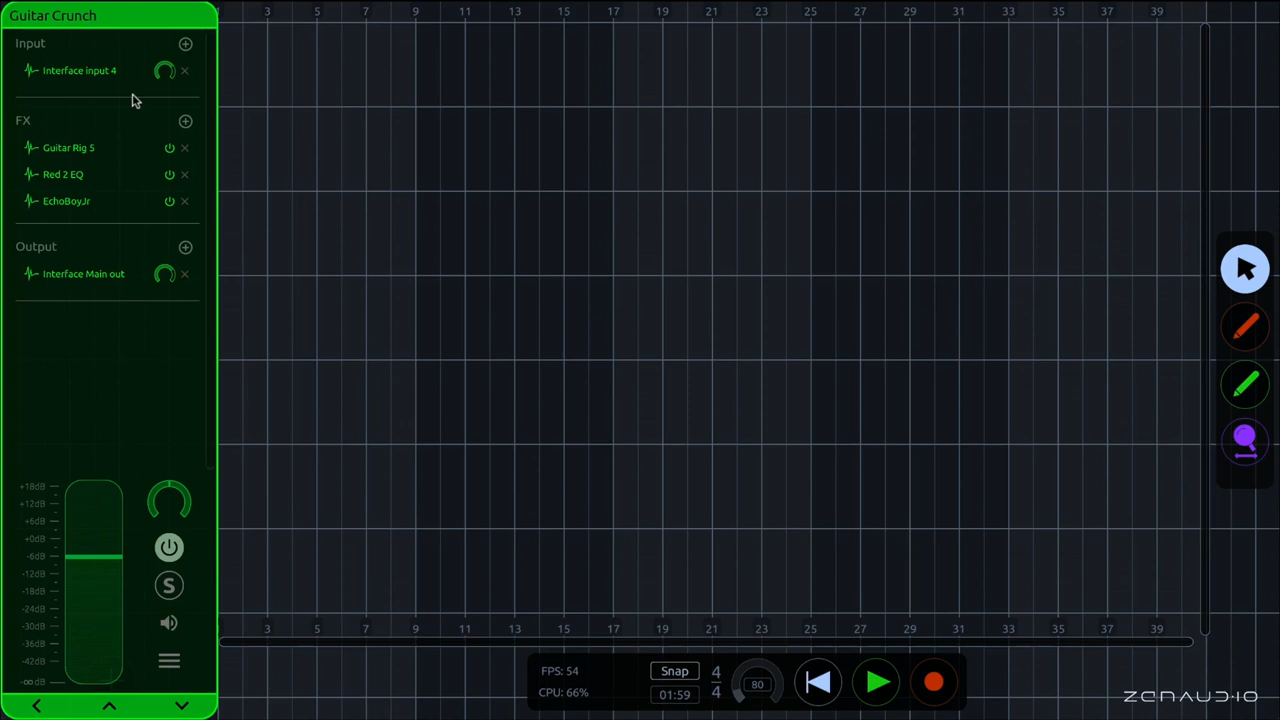 Guitar Crunch
3 5 7 9 11 13 15 17 19 21 23 25 27 29 31 33 35 37 39
Input
Interface input 4
FX
Guitar Rig 5
Red 2 EQ
EchoBoyJr
Output
Interface Main out
+18dB
+12dB
+6dB
+0dB
-6dB
-12dB
-18dB
-24dB
-30dB
-36dB
-42dB
-∞dB
S
3 5 7 9 11 13 15 17 19 21 23 25 27 29 31 33 35 37 39
FPS: 54
CPU: 66%
Snap
01:59
4
4
80
ZENAUDIO